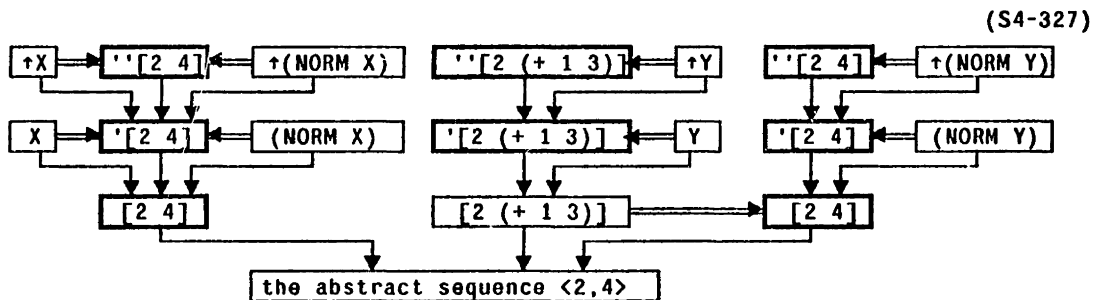 (S4-327)
↑X ''[2 4] ↑(NORM X) ''[2 (+ 1 3)] ↑Y ''[2 4] ↑(NORM Y)
X '[2 4] (NORM X) '[2 (+ 1 3)] Y '[2 4] (NORM Y)
[2 4] [2 (+ 1 3)] [2 4]
the abstract sequence <2,4>